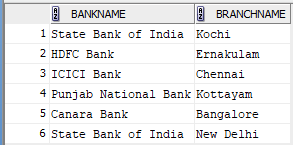 BANKNAME BRANCHNAME
1 State Bank of India Kochi
2 HDFC Bank Ernakulam
3 ICICI Bank Chennai
4 Punjab National Bank Kottayam
5 Canara Bank Bangalore
6 State Bank of India New Delhi